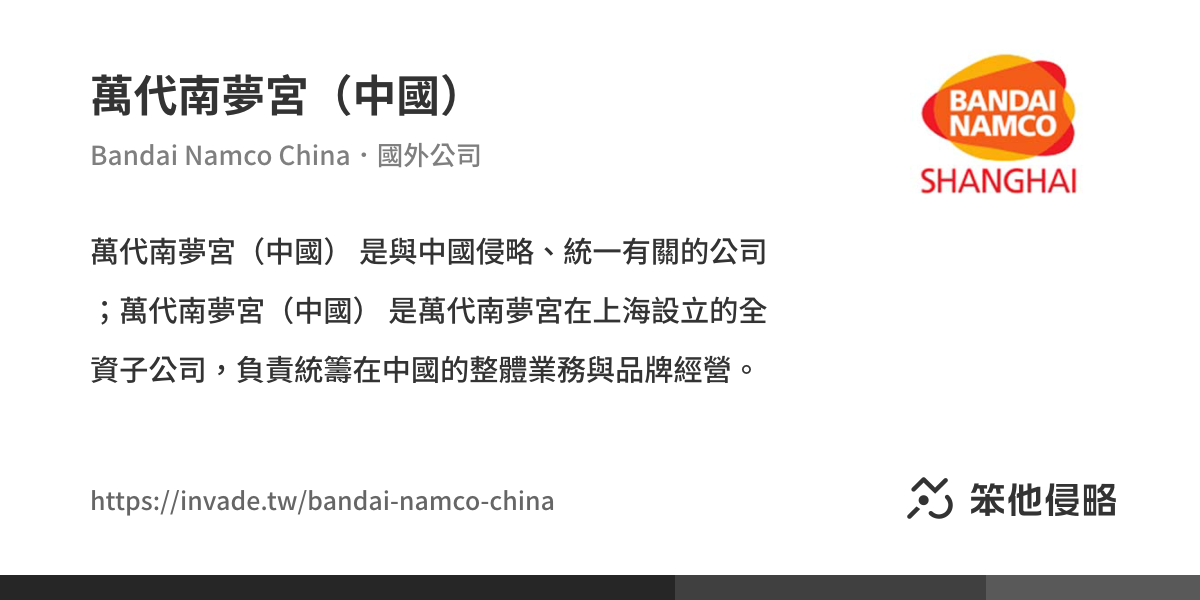 萬代南夢宮（中國）
Bandai Namco China・國外公司
BANDAI
NAMCO
SHANGHAI
萬代南夢宮（中國） 是與中國侵略、統一有關的公司
；萬代南夢宮（中國） 是萬代南夢宮在上海設立的全
資子公司，負責統籌在中國的整體業務與品牌經營。
https://invade.tw/bandai-namco-china
笨他侵略